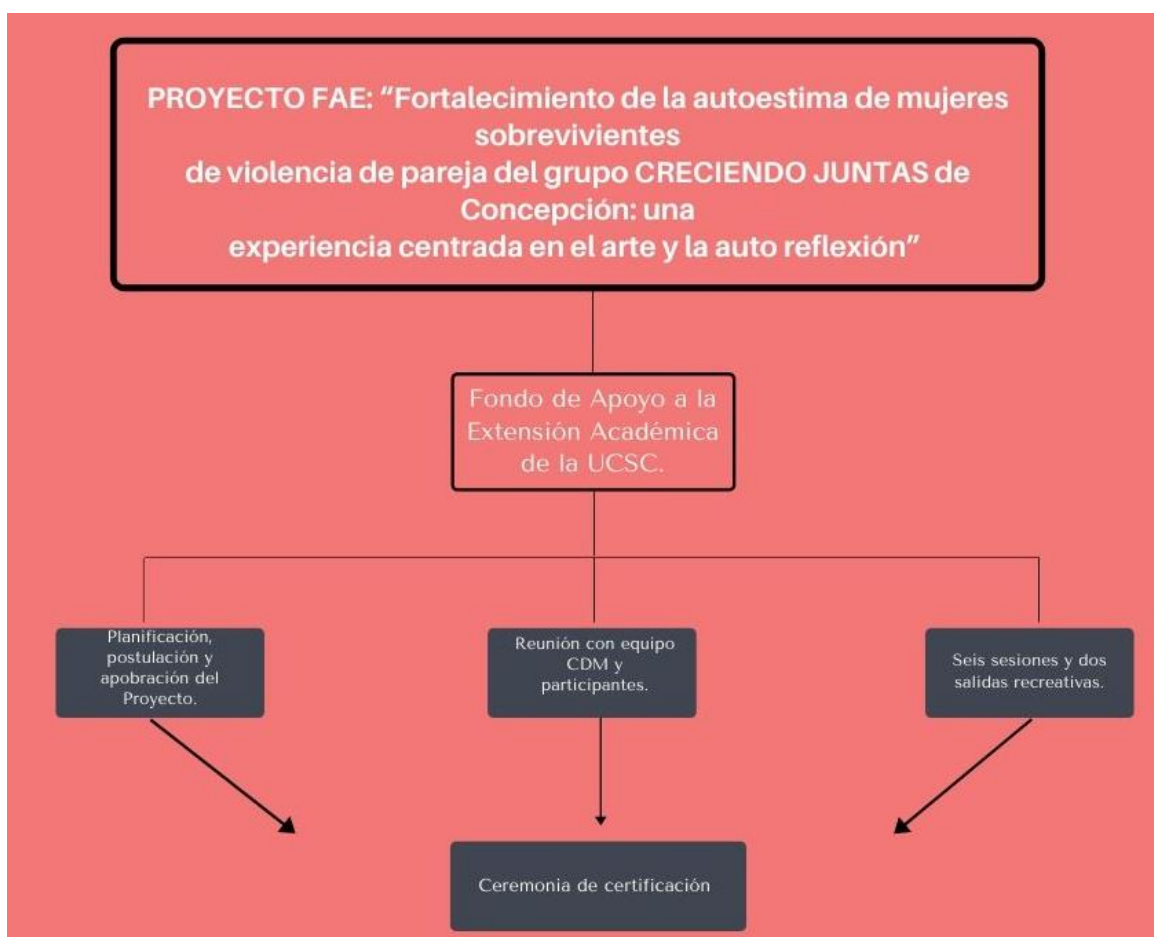 PROYECTO FAE: “Fortalecimiento de la autoestima de mujeres
sobrevivientes
de violencia de pareja del grupo CRECIENDO JUNTAS de
Concepción: una
experiencia centrada en el arte y la auto reflexión”
Fondo de Apoyo a la
Extensión Académica
de la UCSC.
Planificación,
postulación y
apobración del
Proyecto.
Reunión con equipo
CDM y
participantes.
Seis sesiones y dos
salidas recreativas.
Ceremonia de certificación